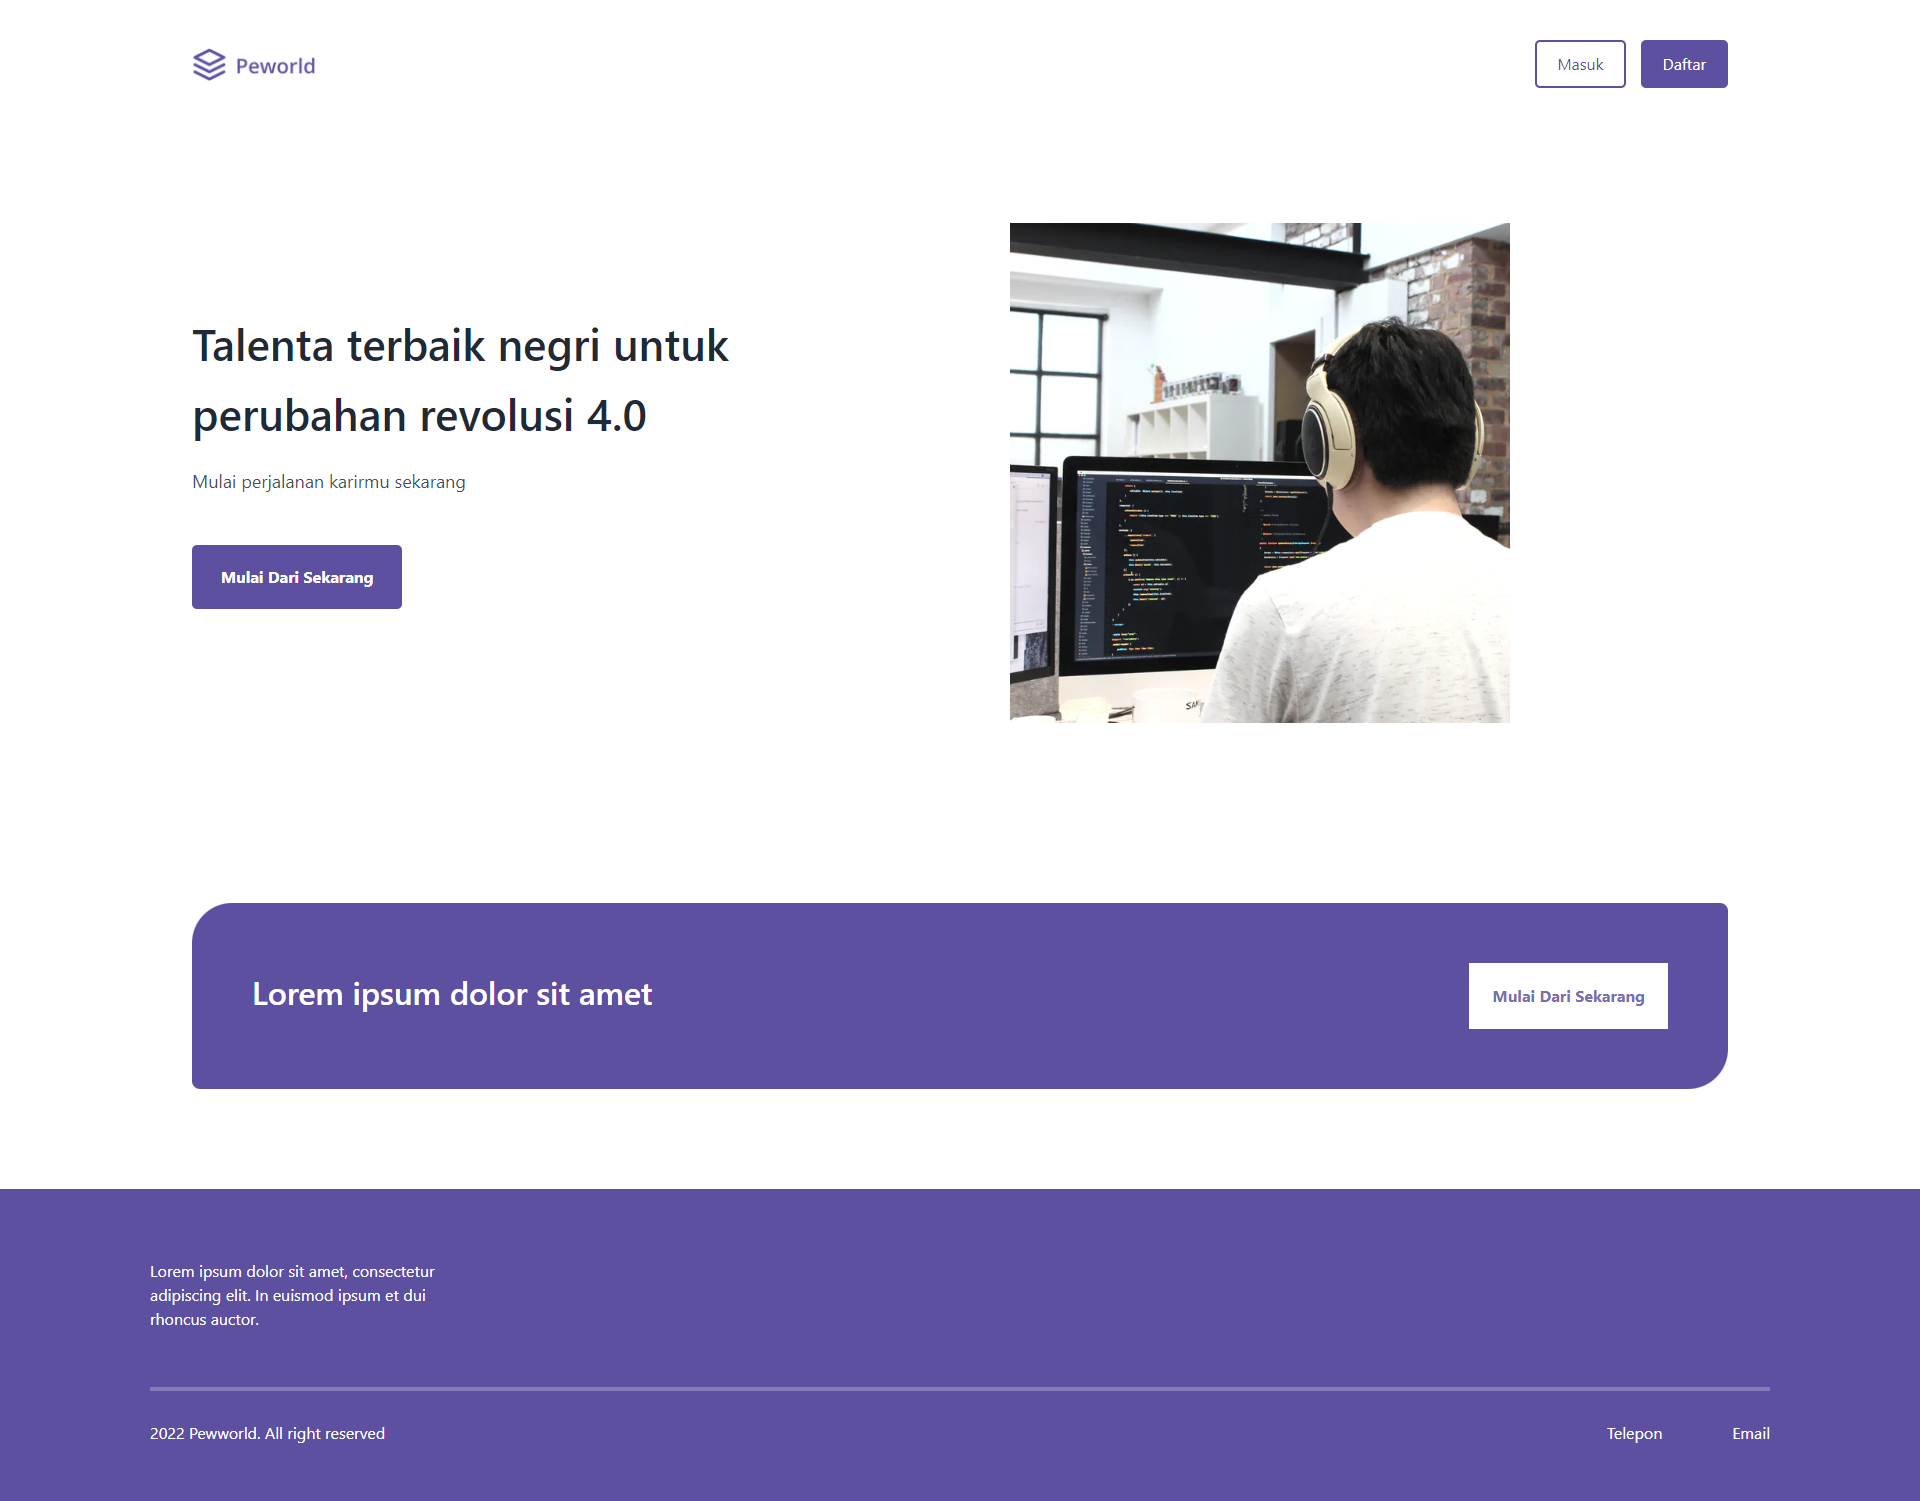 Peworld
Masuk
Daftar
Talenta terbaik negri untuk
perubahan revolusi 4.0
Mulai perjalanan karirmu sekarang
Mulai Dari Sekarang
Lorem ipsum dolor sit amet
Mulai Dari Sekarang
Lorem ipsum dolor sit amet, consectetur
adipiscing elit. In euismod ipsum et dui
rhoncus auctor.
2022 Pewworld. All right reserved
Telepon
Email